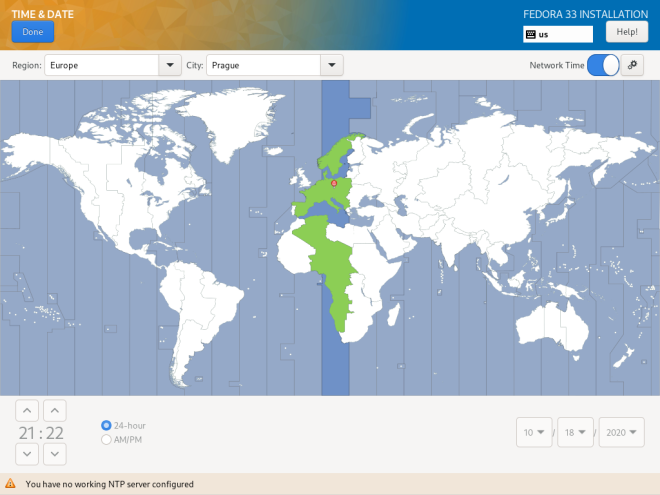 TIME & DATE
FEDORA 33 INSTALLATION
Done
us
Help!
Region: Europe City: Prague Network Time
21 : 22
24-hour
AM/PM
10 / 18 / 2020
You have no working NTP server configured